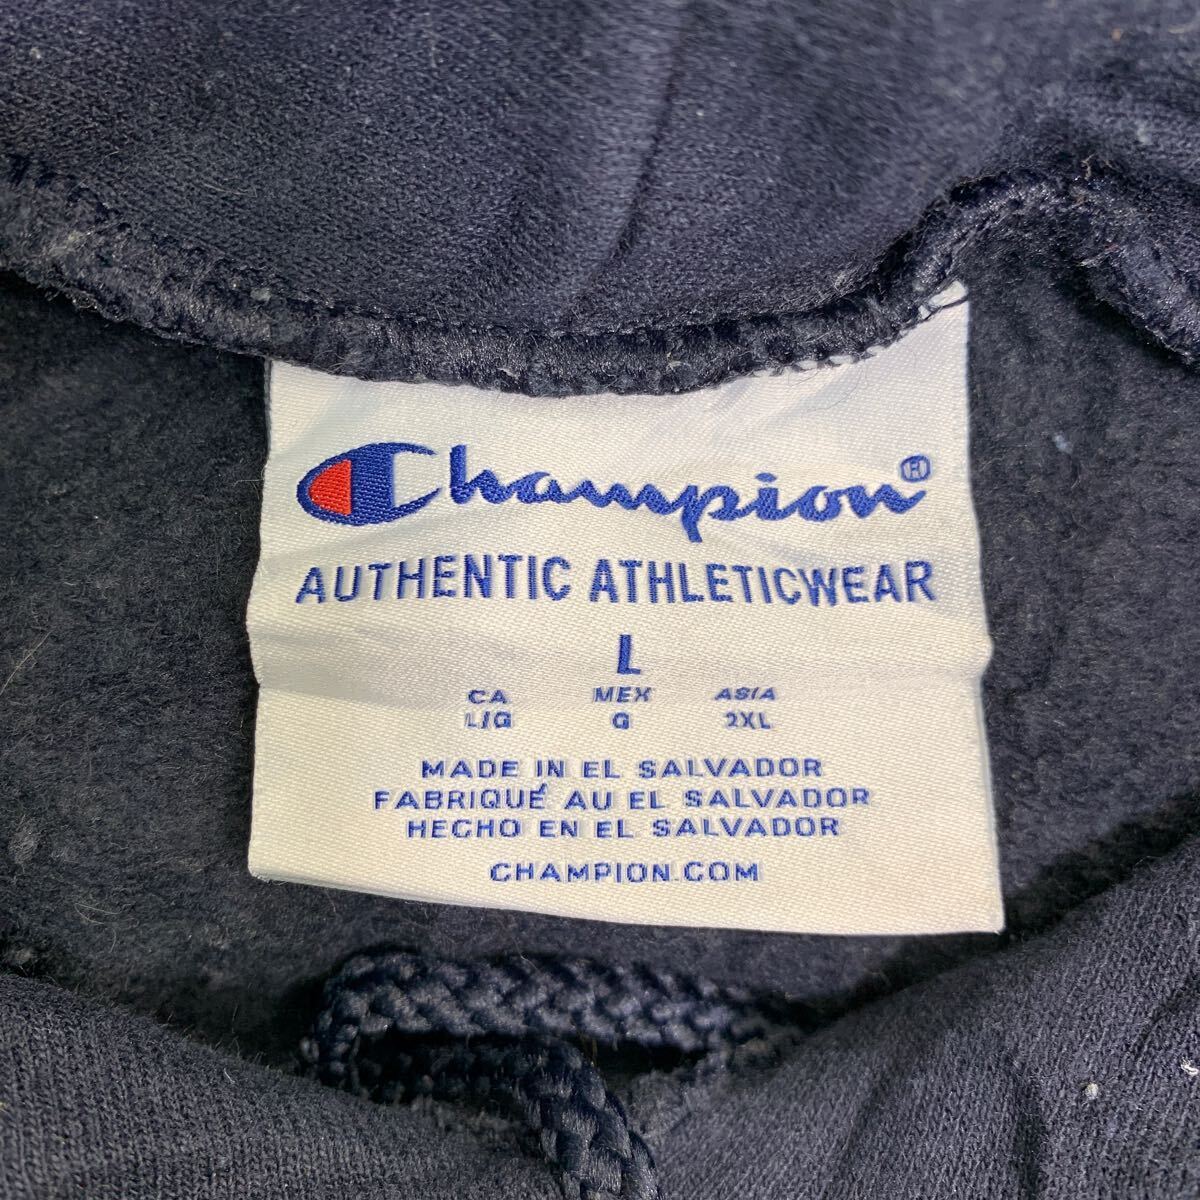 Champion®
AUTHENTIC ATHLETICWEAR
L
CA MEX ASIA
L/G G 2XL
MADE IN EL SALVADOR
FABRIQUÉ AU EL SALVADOR
HECHO EN EL SALVADOR
CHAMPION.COM